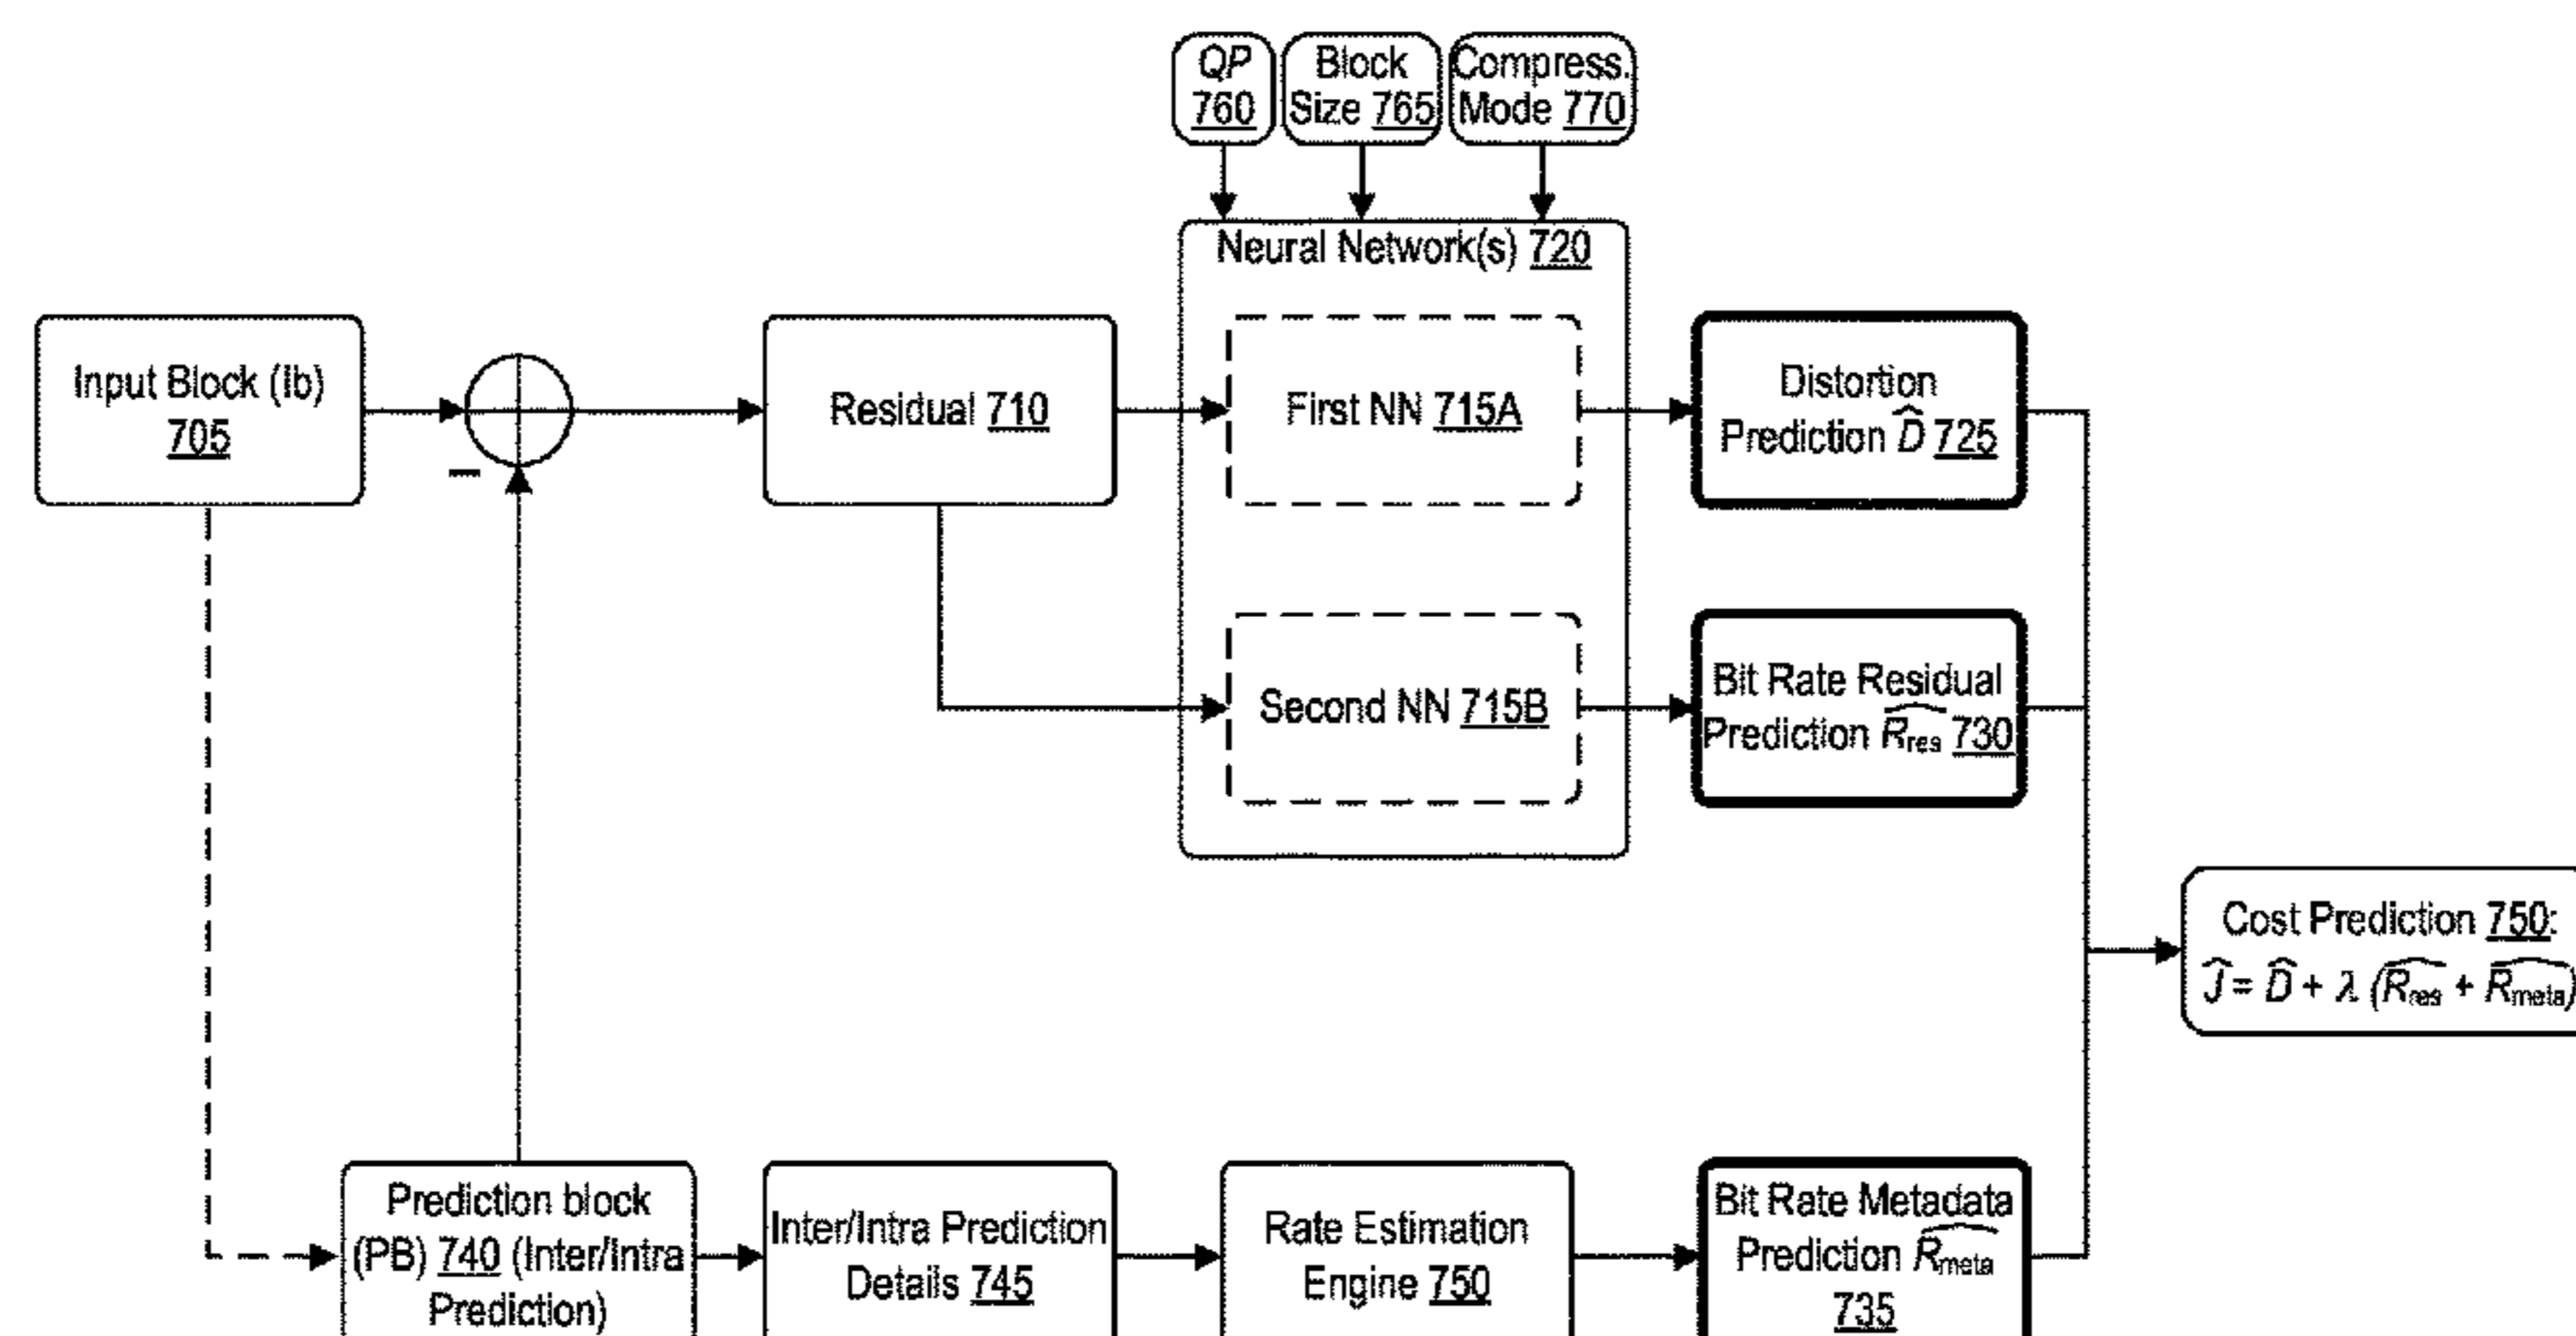 QP
760
Block
Size 765
Compress.
Mode 770
Neural Network(s) 720
Input Block (Ib)
705
−
Residual 710
First NN 715A
Distortion
Prediction D̂ 725
Second NN 715B
Bit Rate Residual
Prediction R̂res 730
Cost Prediction 750:
Ĵ = D̂ + λ (R̂res + R̂meta)
Prediction block
(PB) 740 (Inter/Intra
Prediction)
Inter/Intra Prediction
Details 745
Rate Estimation
Engine 750
Bit Rate Metadata
Prediction R̂meta
735